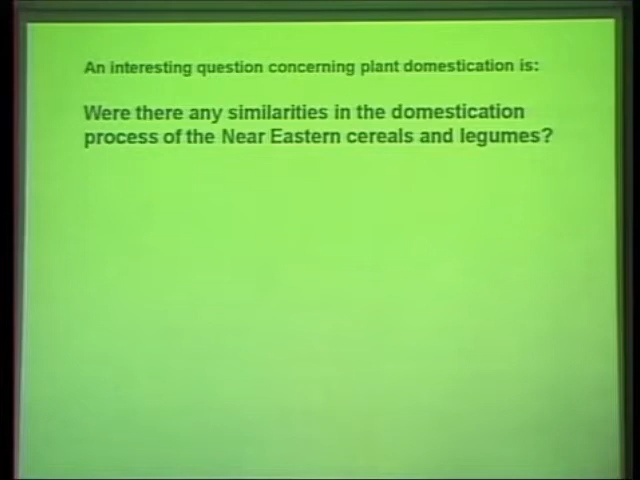 An interesting question concerning plant domestication is:
Were there any similarities in the domestication
process of the Near Eastern cereals and legumes?